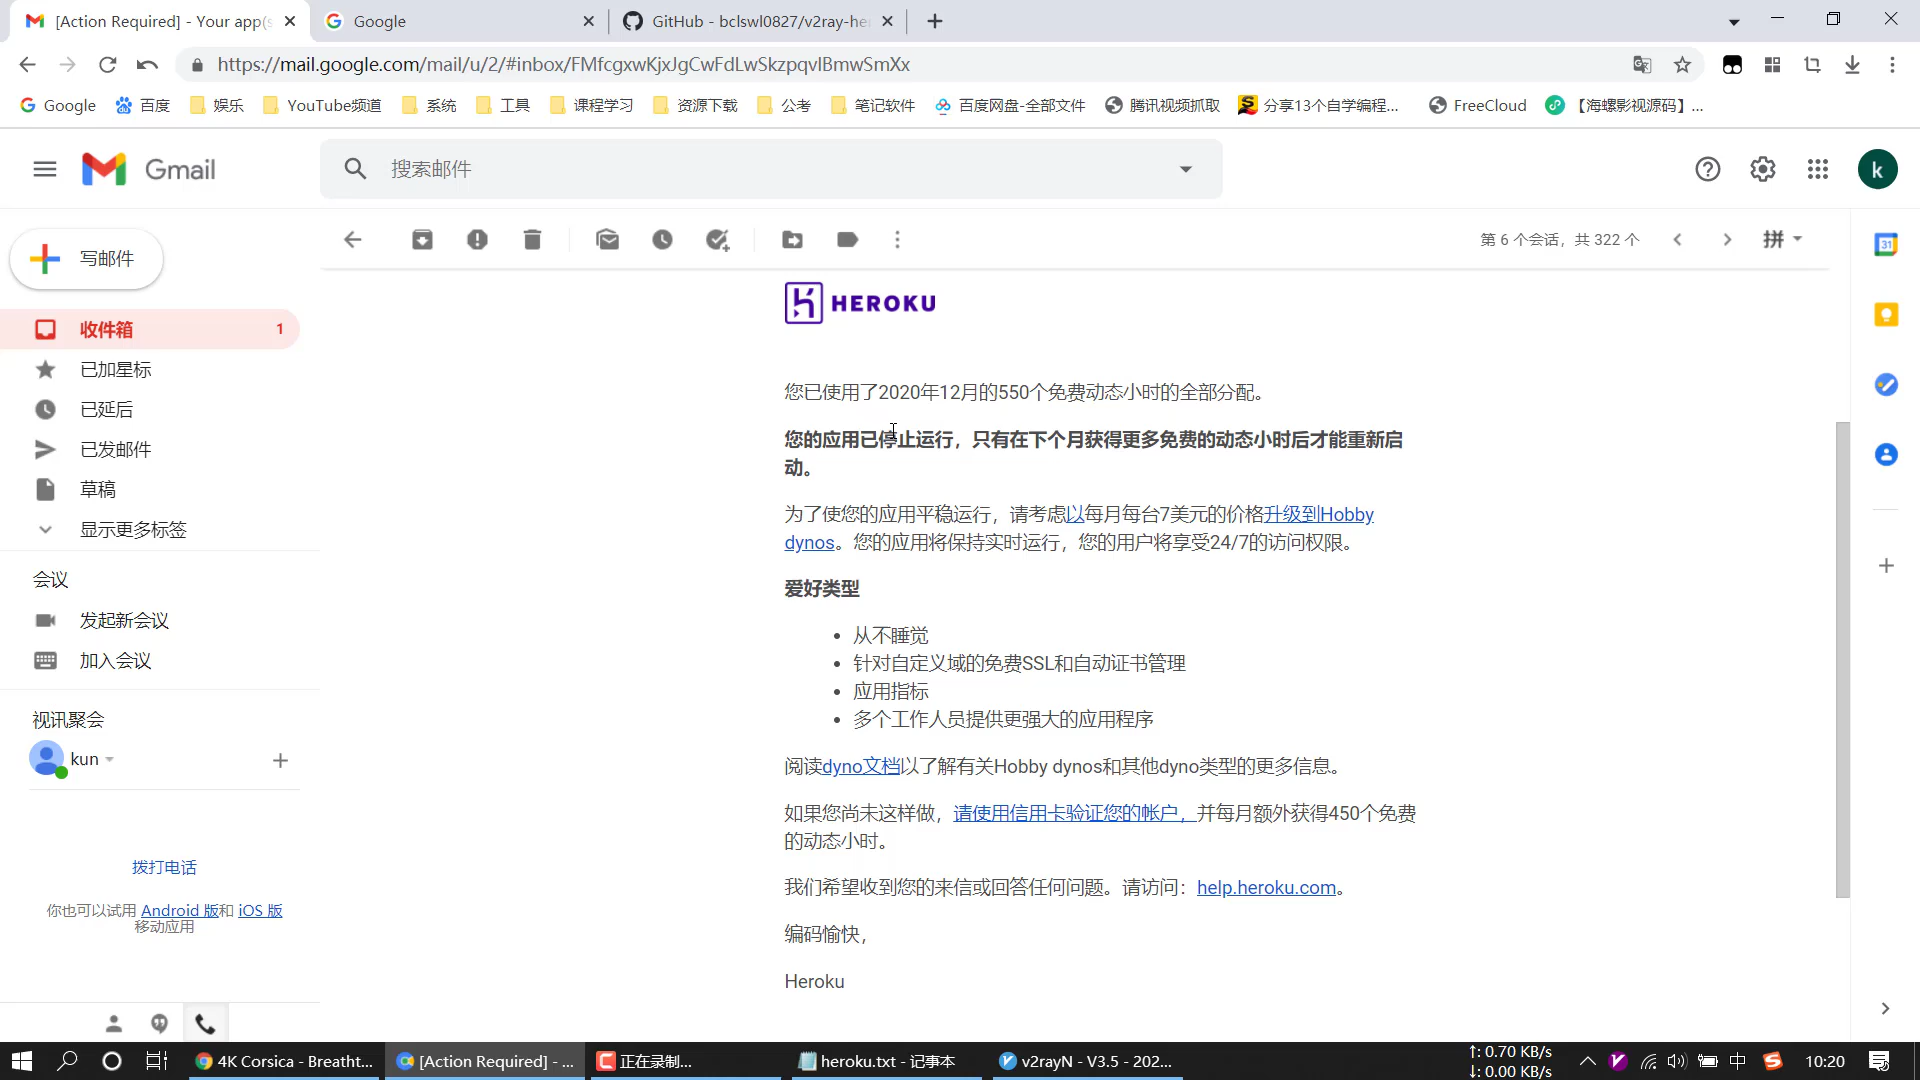 [Action Required] - Your app(s
Google
GitHub - bclswl0827/v2ray-he
https://mail.google.com/mail/u/2/#inbox/FMfcgxwKjxJgCwFdLwSkzpqvlBmwSmXx
Google
百度
娱乐
YouTube频道
系统
工具
课程学习
资源下载
公考
笔记软件
百度网盘-全部文件
腾讯视频抓取
分享13个自学编程...
FreeCloud
【海螺影视源码】...
Gmail
搜索邮件
k
写邮件
第 6 个会话，共 322 个
拼
收件箱
1
已加星标
已延后
已发邮件
草稿
显示更多标签
会议
发起新会议
加入会议
视讯聚会
kun
拨打电话
你也可以试用 Android 版和 iOS 版
移动应用
HEROKU
您已使用了2020年12月的550个免费动态小时的全部分配。
您的应用已停止运行，只有在下个月获得更多免费的动态小时后才能重新启
动。
为了使您的应用平稳运行，请考虑以每月每台7美元的价格升级到Hobby
dynos。您的应用将保持实时运行，您的用户将享受24/7的访问权限。
爱好类型
从不睡觉
针对自定义域的免费SSL和自动证书管理
应用指标
多个工作人员提供更强大的应用程序
阅读dyno文档以了解有关Hobby dynos和其他dyno类型的更多信息。
如果您尚未这样做，请使用信用卡验证您的帐户，并每月额外获得450个免费
的动态小时。
我们希望收到您的来信或回答任何问题。请访问：help.heroku.com。
编码愉快，
Heroku
31
4K Corsica - Breatht...
[Action Required] - ...
正在录制...
heroku.txt - 记事本
v2rayN - V3.5 - 202...
↑: 0.70 KB/s
↓: 0.00 KB/s
中
10:20